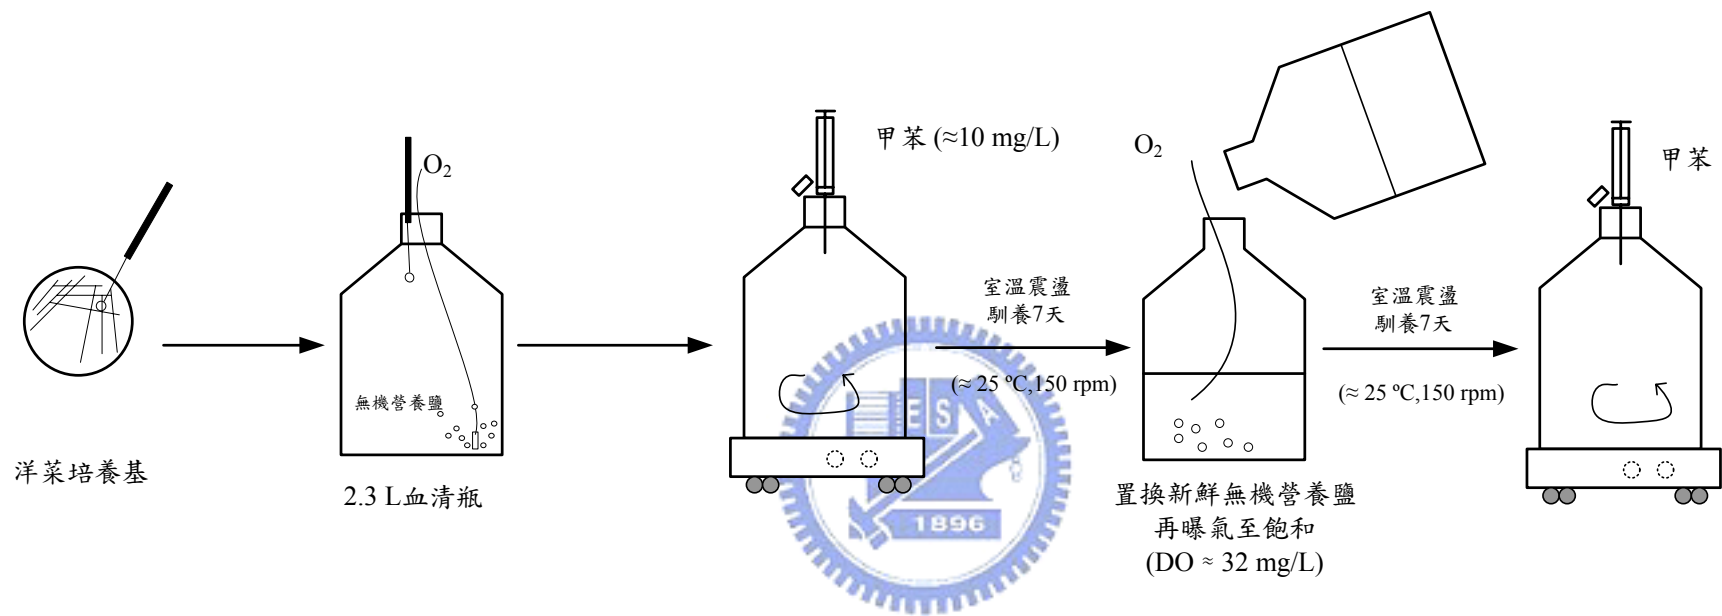 洋菜培養基
O₂
無機營養鹽
2.3 L血清瓶
甲苯 (≈10 mg/L)
室溫震盪
馴養7天
(≈ 25 ºC,150 rpm)
O₂
置換新鮮無機營養鹽
再曝氣至飽和
(DO ≈ 32 mg/L)
室溫震盪
馴養7天
(≈ 25 ºC,150 rpm)
甲苯
ESA
1896